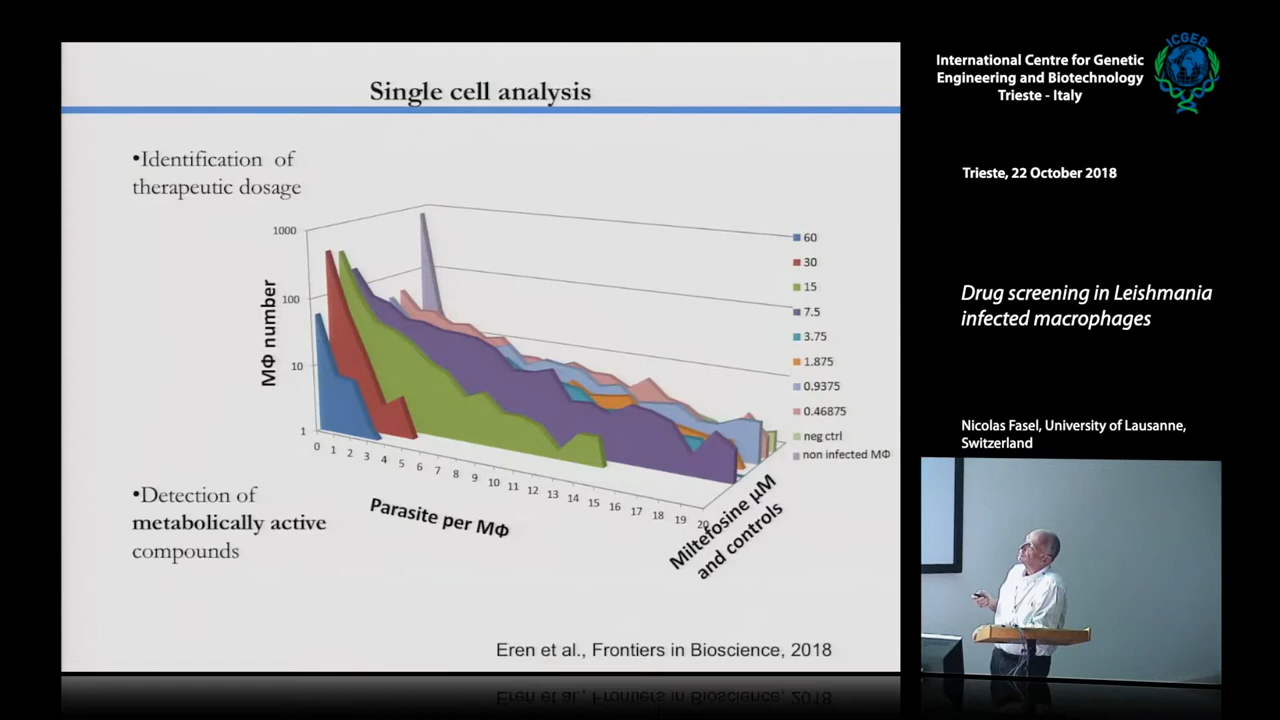 Single cell analysis
•Identification of
therapeutic dosage
1000
100
10
1
MΦ number
0 1 2 3 4 5 6 7 8 9 10 11 12 13 14 15 16 17 18 19 20
Parasite per MΦ
Miltefosine µM
and controls
60
30
15
7.5
3.75
1.875
0.9375
0.46875
neg ctrl
non infected MΦ
•Detection of
metabolically active
compounds
Eren et al., Frontiers in Bioscience, 2018
International Centre for Genetic
Engineering and Biotechnology
Trieste - Italy
ICGEB
Trieste, 22 October 2018
Drug screening in Leishmania
infected macrophages
Nicolas Fasel, University of Lausanne,
Switzerland